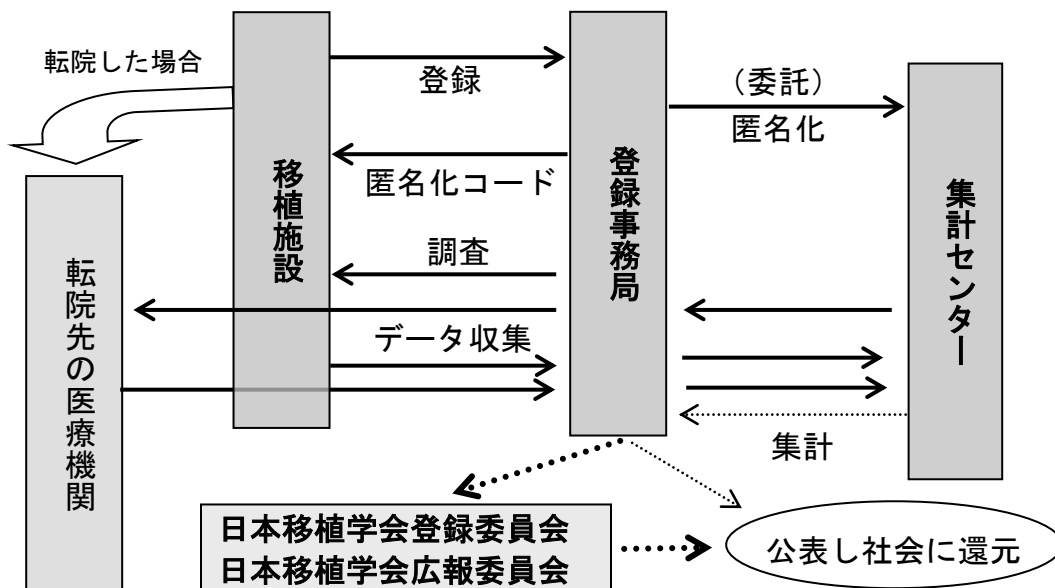 転院した場合
登録
(委託)
匿名化
移植施設
登録事務局
集計センター
匿名化コード
転院先の医療機関
調査
データ収集
集計
日本移植学会登録委員会
日本移植学会広報委員会
公表し社会に還元